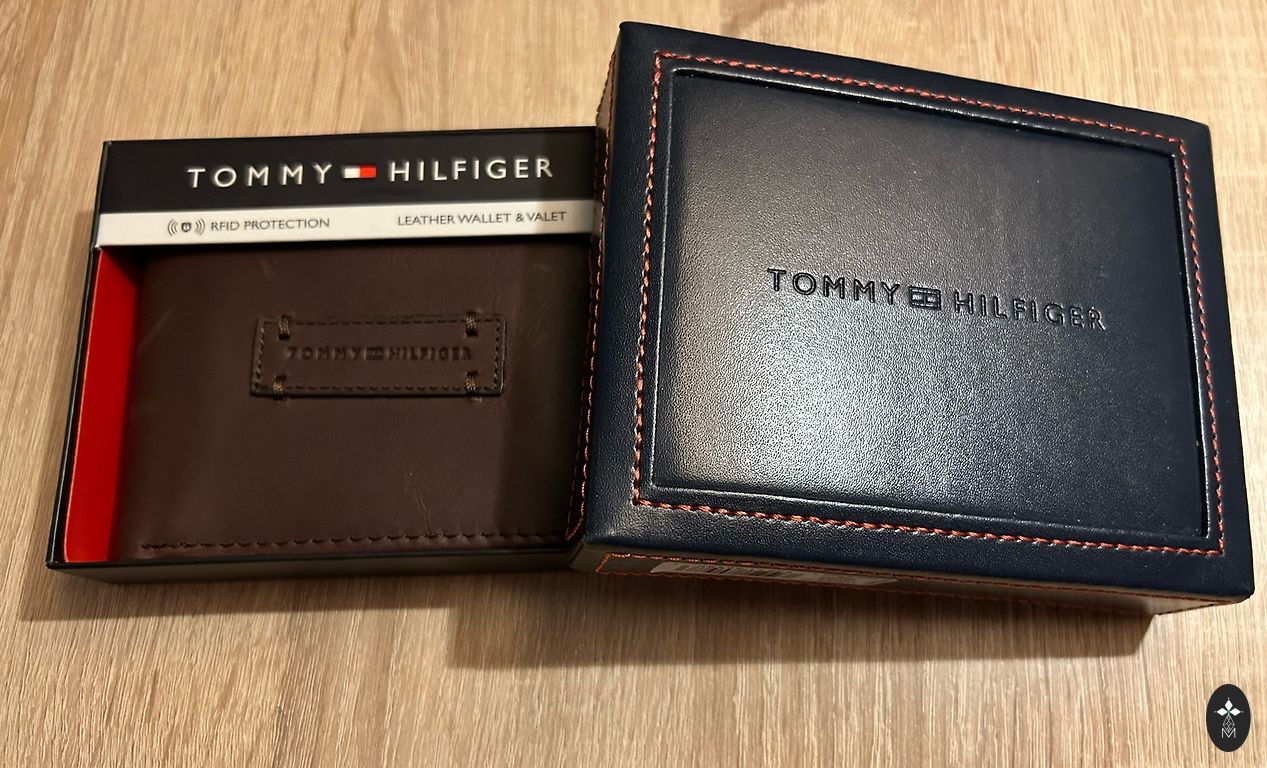 TOMMY HILFIGER
RFID PROTECTION
LEATHER WALLET & VALET
TOMMY HILFIGER
TOMMY HILFIGER
M